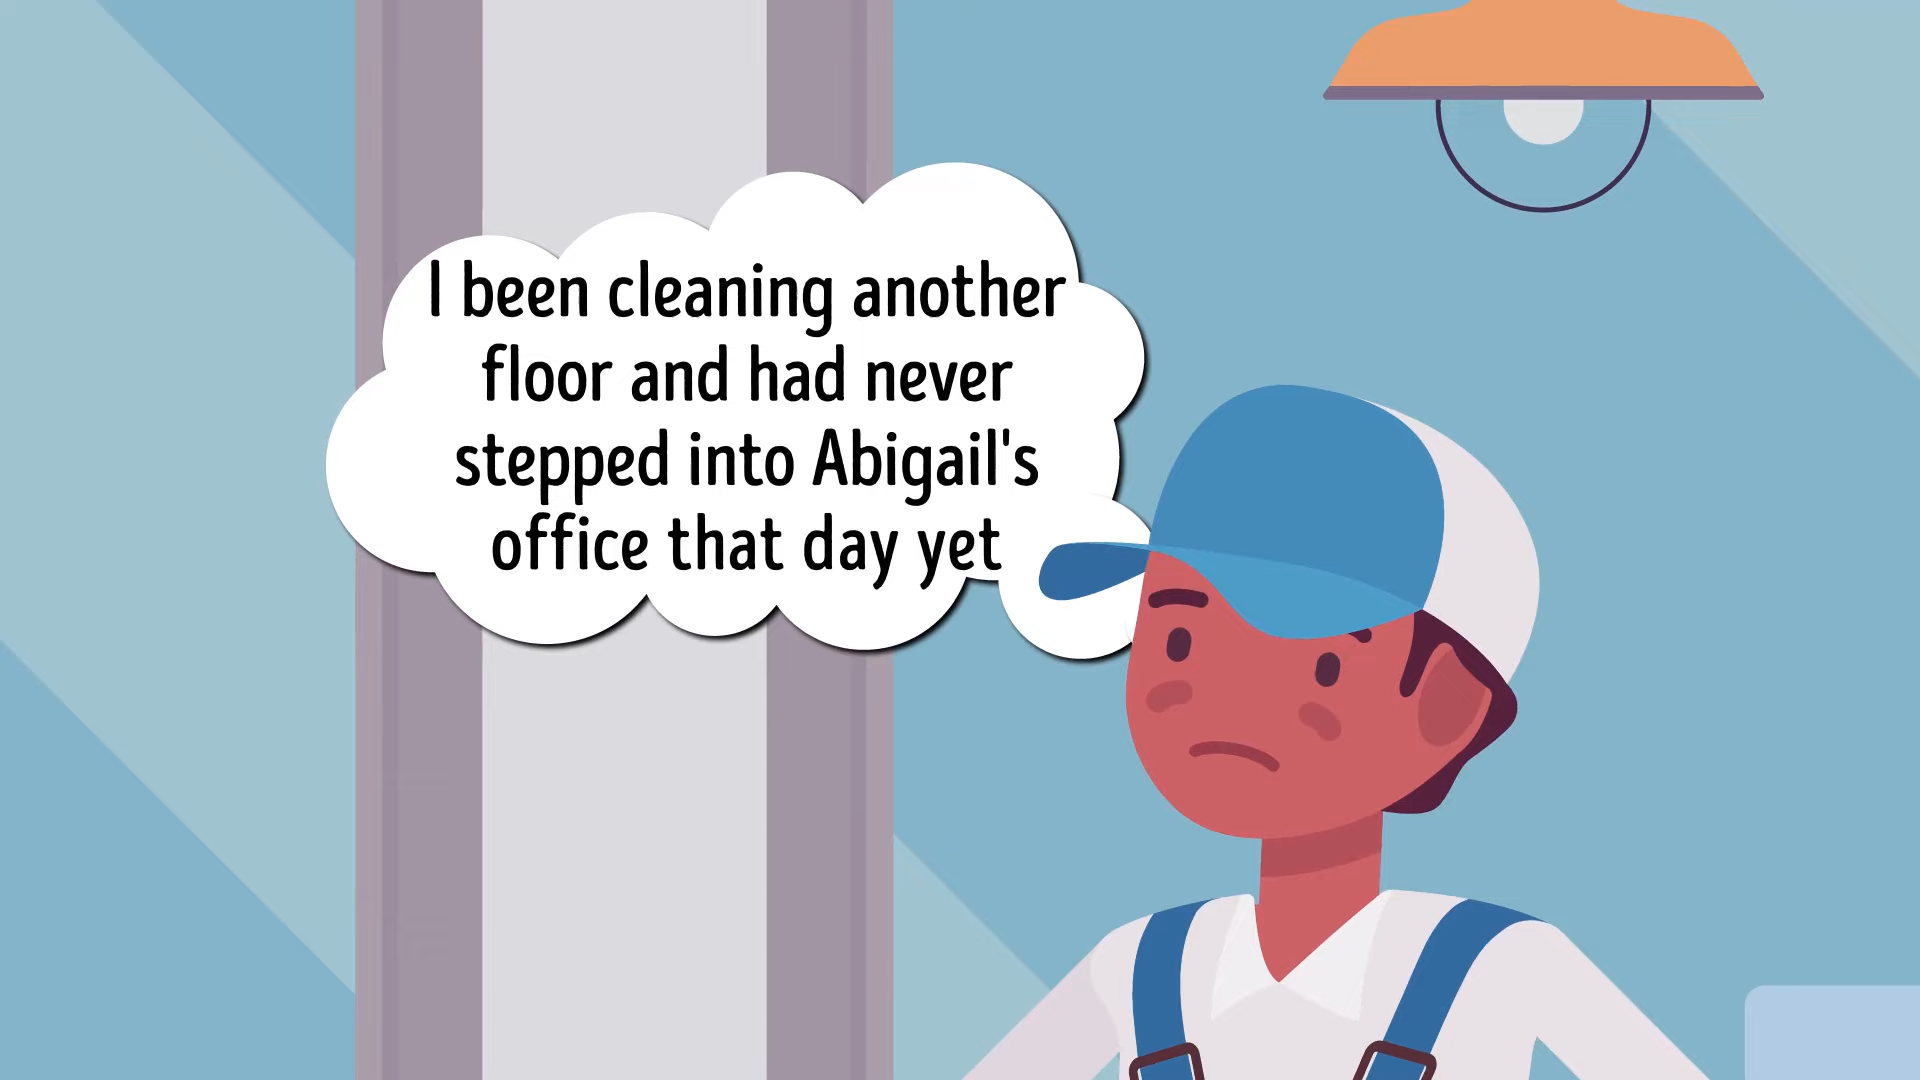 I been cleaning another
floor and had never
stepped into Abigail's
office that day yet